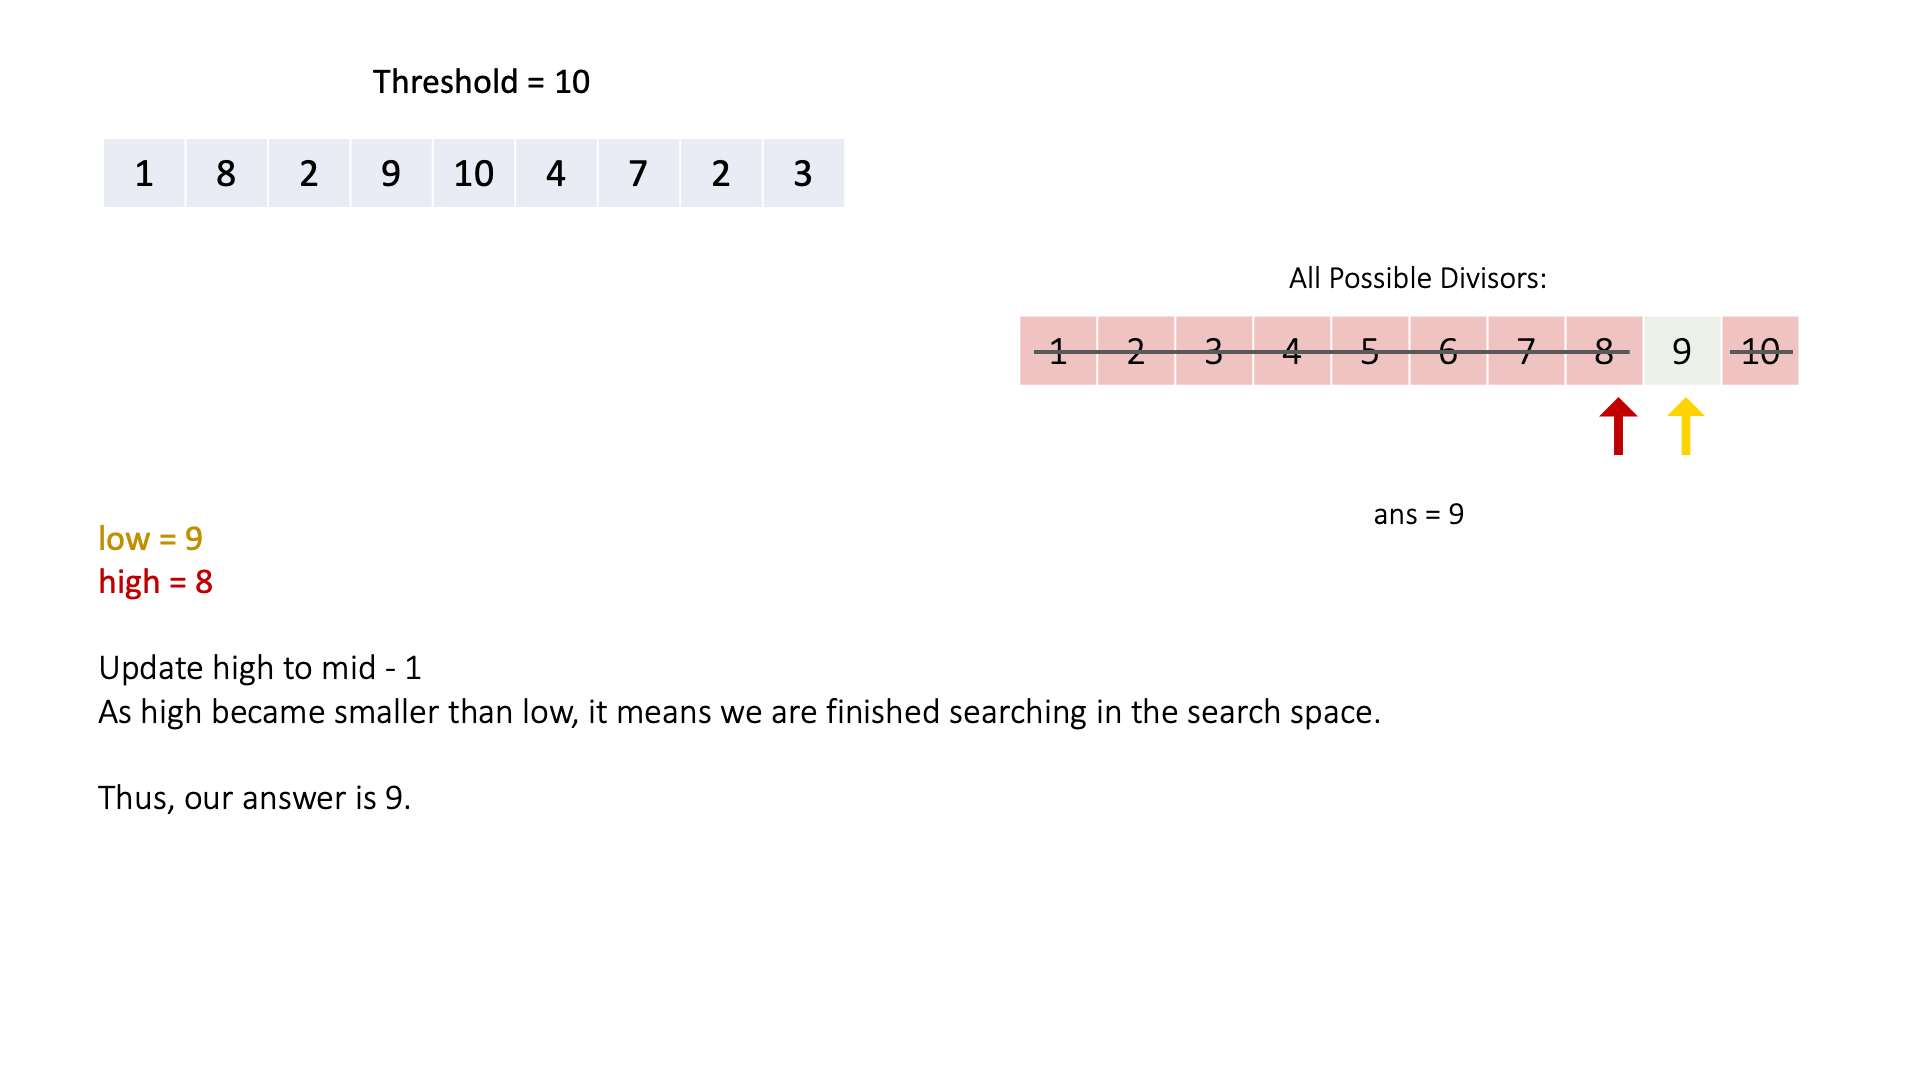 Threshold = 10
1 8 2 9 10 4 7 2 3
All Possible Divisors:
1 2 3 4 5 6 7 8 9 10
ans = 9
low = 9
high = 8
Update high to mid - 1
As high became smaller than low, it means we are finished searching in the search space.
Thus, our answer is 9.